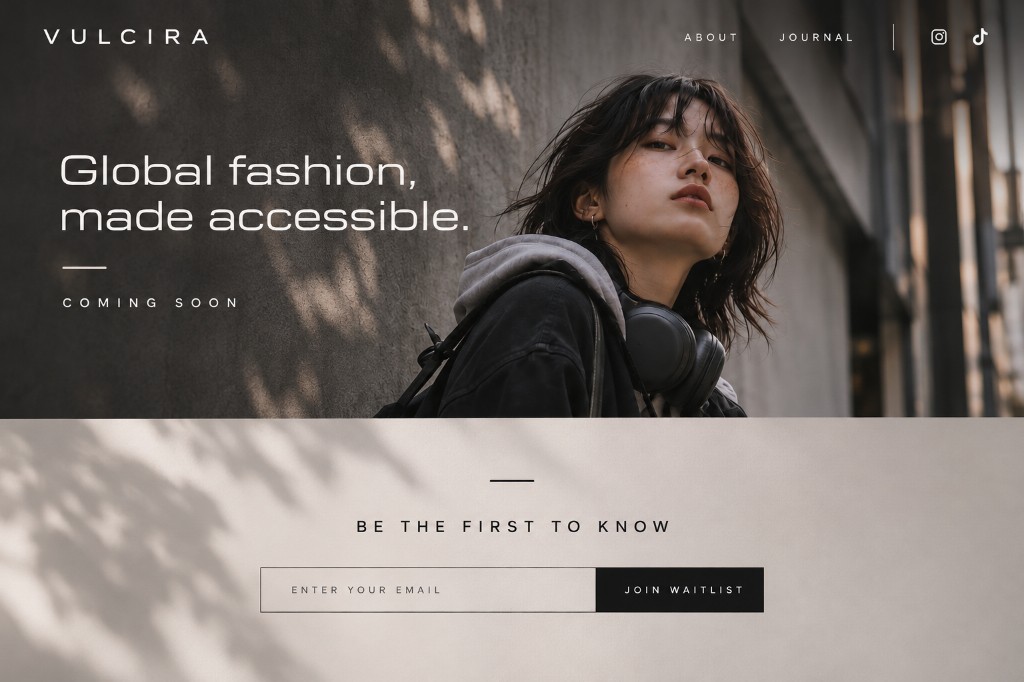 VULCIRA
ABOUT JOURNAL
Global fashion,
made accessible.
COMING SOON
BE THE FIRST TO KNOW
ENTER YOUR EMAIL JOIN WAITLIST